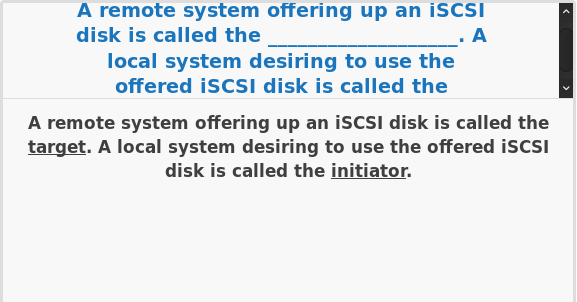 A remote system offering up an iSCSI
disk is called the ___________________. A
local system desiring to use the
offered iSCSI disk is called the
A remote system offering up an iSCSI disk is called the
target. A local system desiring to use the offered iSCSI
disk is called the initiator.